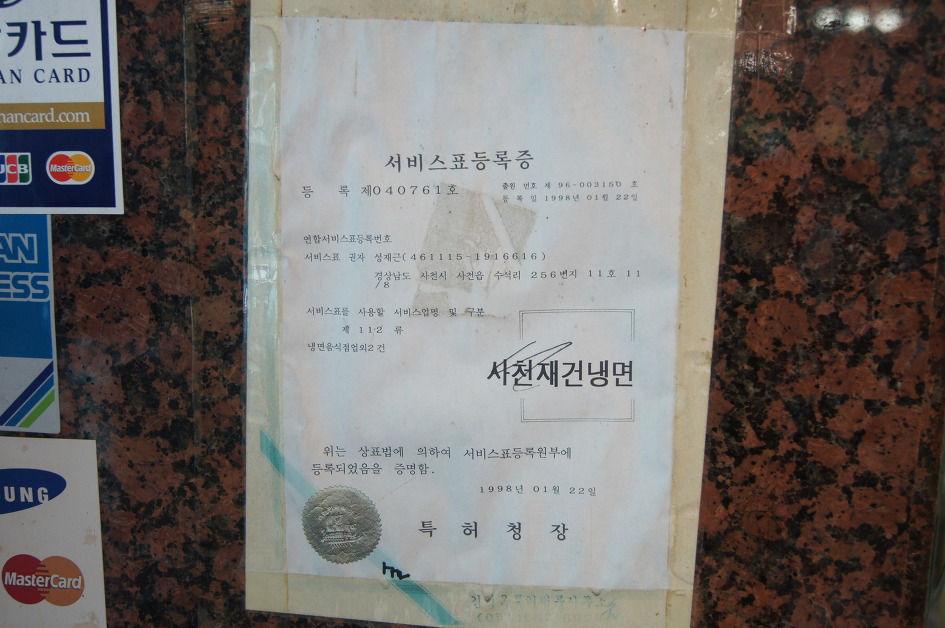 카드
AN CARD
nancard.com
JCB
MasterCard
AN
ESS
UNG
MasterCard
서비스표등록증
등 록 제040761호
출원 번호 제 96-003150 호
등 록 일 1998년 01월 22일
연합서비스표등록번호
서비스표 권자 성재근(461115-1916616)
경상남도 사천시 사천읍 수석리 256번지 11호 11
/8
서비스표를 사용할 서비스업명 및 구분
제 112 류
냉면음식점업외2 건
사천재건냉면
위는 상표법에 의하여 서비스표등록원부에
등록되었음을 증명함.
1998년 01월 22일
특 허 청 장